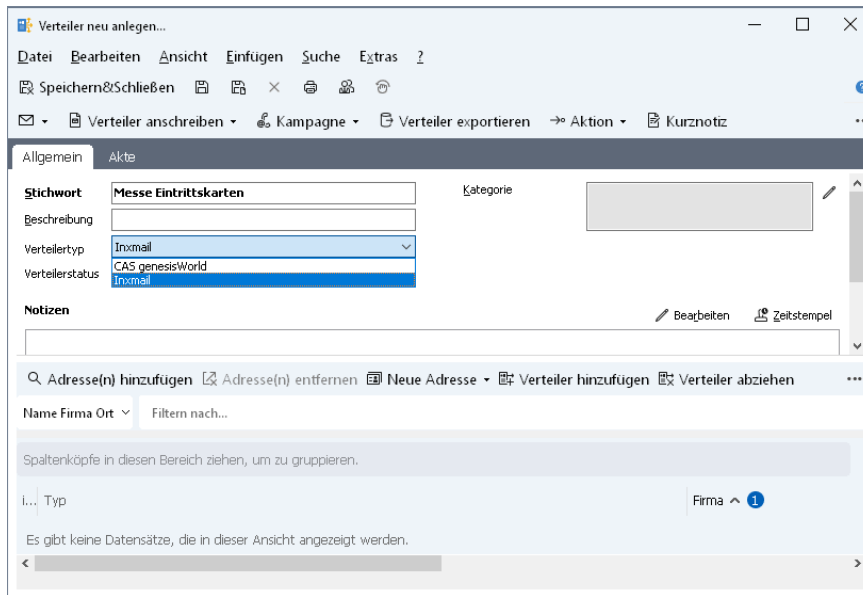 Verteiler neu anlegen...
Datei Bearbeiten Ansicht Einfügen Suche Extras ?
Speichern&Schließen
Verteiler anschreiben Kampagne Verteiler exportieren Aktion Kurznotiz
Allgemein Akte
Stichwort Messe Eintrittskarten Kategorie
Beschreibung
Verteilertyp Inxmail
CAS genesisWorld
Verteilerstatus Inxmail
Notizen Bearbeiten Zeitstempel
Adresse(n) hinzufügen Adresse(n) entfernen Neue Adresse Verteiler hinzufügen Verteiler abziehen ...
Name Firma Ort Filtern nach...
Spaltenköpfe in diesen Bereich ziehen, um zu gruppieren.
i... Typ Firma 1
Es gibt keine Datensätze, die in dieser Ansicht angezeigt werden.